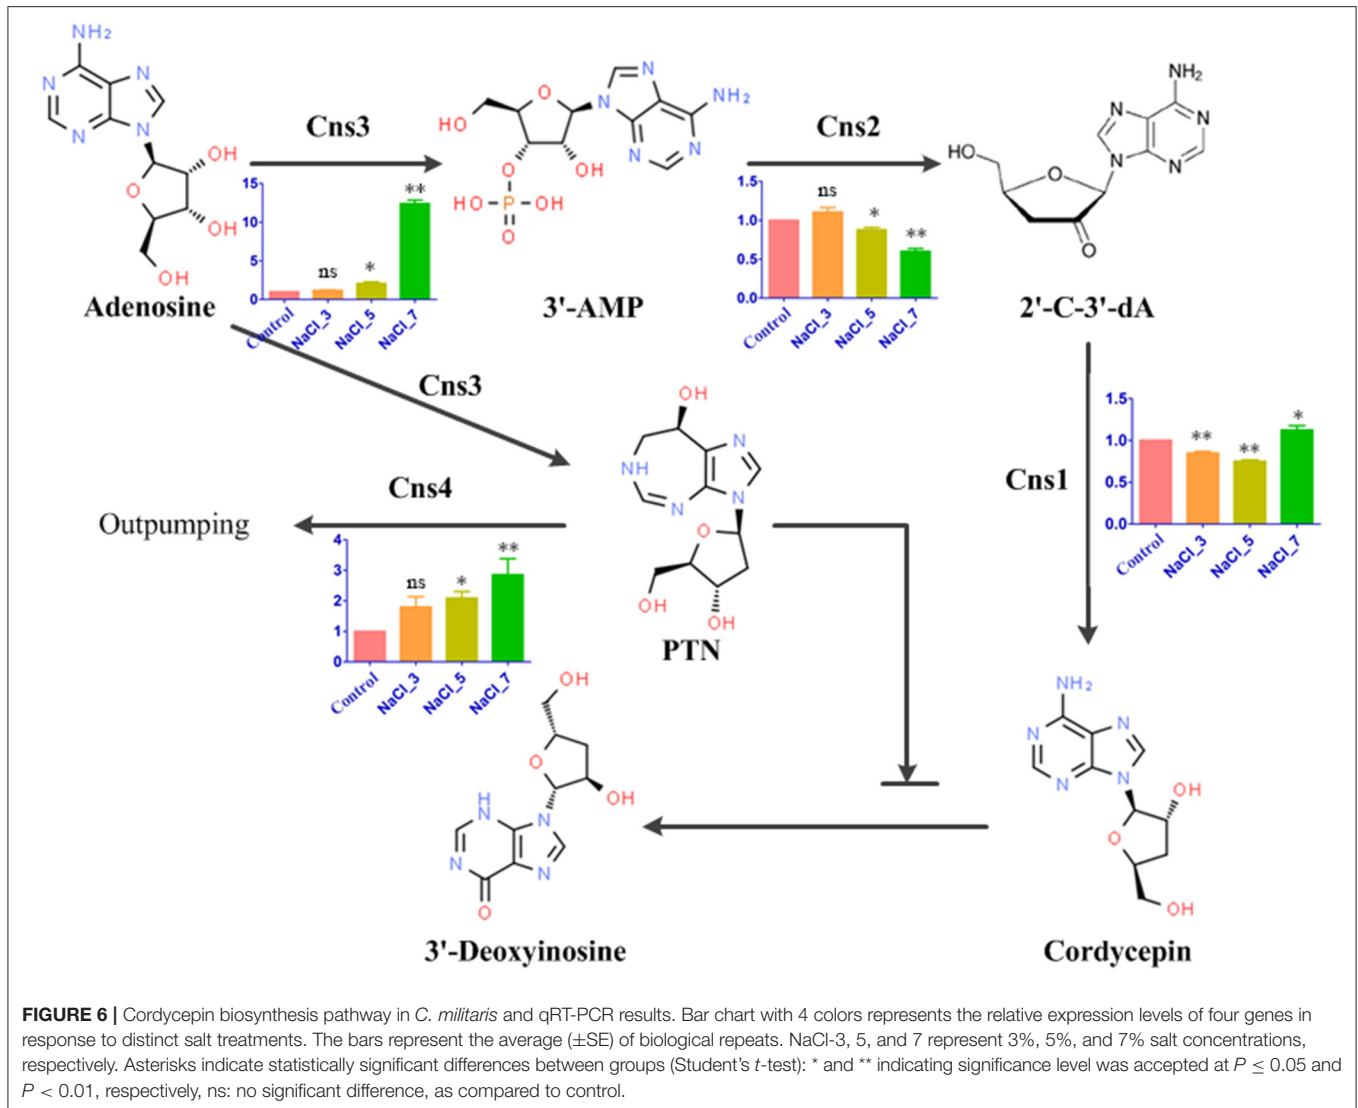 NH₂
N
N
N
N
OH
O
OH
OH
Adenosine
Cns3
15
10
5
0
ns
*
**
Control
NaCl_3
NaCl_5
NaCl_7
HO
O
N
N
NH₂
N
N
O
OH
HO
P
OH
O
3'-AMP
Cns2
1.5
1.0
0.5
0.0
ns
*
**
Control
NaCl_3
NaCl_5
NaCl_7
NH₂
N
N
N
N
HO
O
O
2'-C-3'-dA
Cns3
Cns1
1.5
1.0
0.5
0.0
**
**
*
Control
NaCl_3
NaCl_5
NaCl_7
OH
N
NH
N
N
O
OH
OH
PTN
Cns4
Outpumping
4
3
2
1
0
ns
*
**
Control
NaCl_3
NaCl_5
NaCl_7
OH
O
OH
H
N
N
N
N
O
3'-Deoxyinosine
NH₂
N
N
N
N
OH
O
OH
Cordycepin
FIGURE 6 | Cordycepin biosynthesis pathway in C. militaris and qRT-PCR results. Bar chart with 4 colors represents the relative expression levels of four genes in
response to distinct salt treatments. The bars represent the average (±SE) of biological repeats. NaCl-3, 5, and 7 represent 3%, 5%, and 7% salt concentrations,
respectively. Asterisks indicate statistically significant differences between groups (Student's t-test): * and ** indicating significance level was accepted at P ≤ 0.05 and
P < 0.01, respectively, ns: no significant difference, as compared to control.